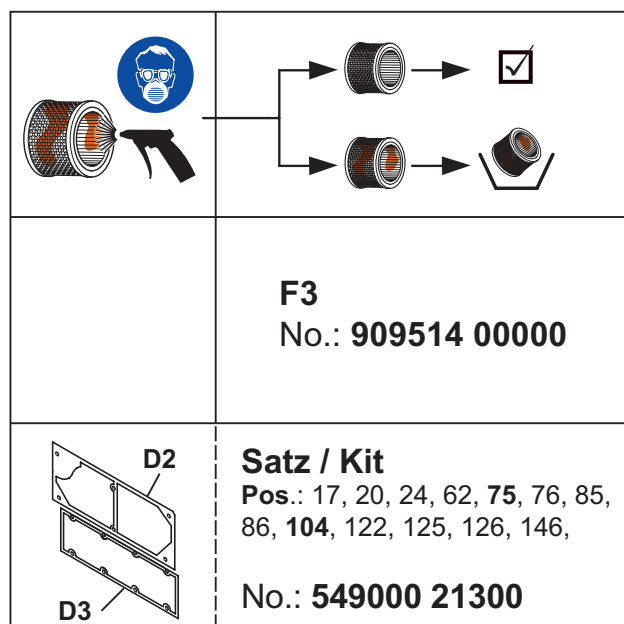 F3
No.: 909514 00000
D2
D3
Satz / Kit
Pos.: 17, 20, 24, 62, 75, 76, 85,
86, 104, 122, 125, 126, 146,
No.: 549000 21300